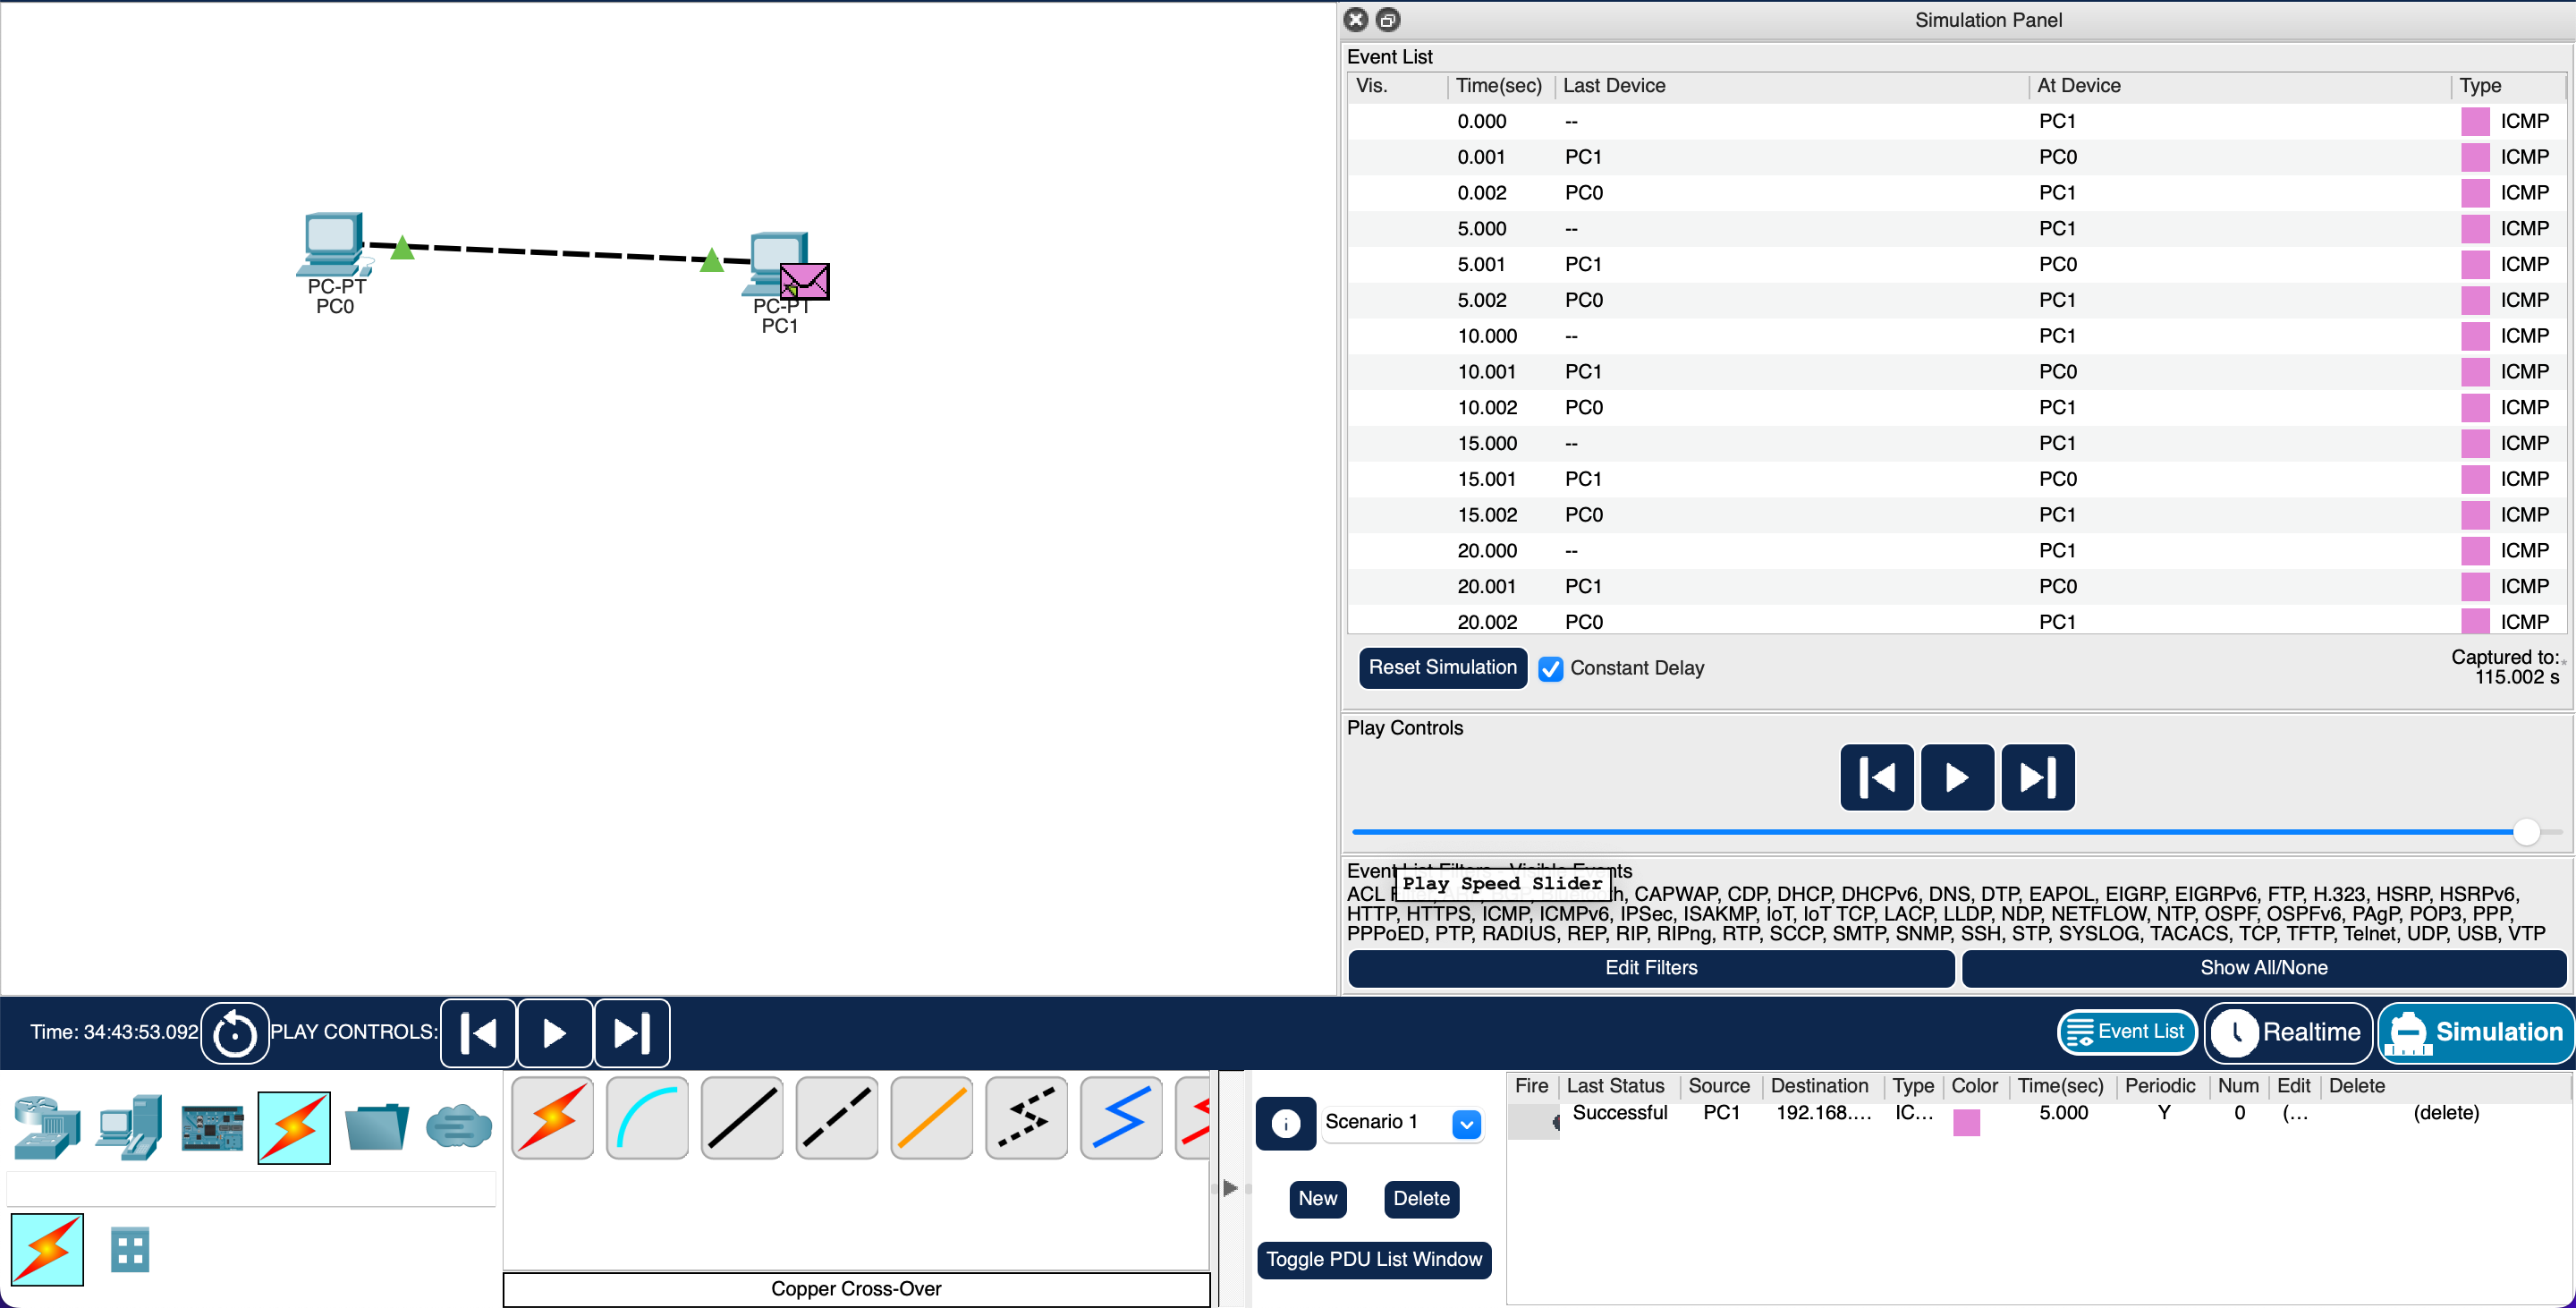 Simulation Panel
Event List
Vis. Time(sec) Last Device At Device Type
0.000 -- PC1 ICMP
0.001 PC1 PC0 ICMP
0.002 PC0 PC1 ICMP
5.000 -- PC1 ICMP
5.001 PC1 PC0 ICMP
5.002 PC0 PC1 ICMP
10.000 -- PC1 ICMP
10.001 PC1 PC0 ICMP
10.002 PC0 PC1 ICMP
15.000 -- PC1 ICMP
15.001 PC1 PC0 ICMP
15.002 PC0 PC1 ICMP
20.000 -- PC1 ICMP
20.001 PC1 PC0 ICMP
20.002 PC0 PC1 ICMP
PC-PT
PC0
PC-PT
PC1
Reset Simulation Constant Delay
Captured to:*
115.002 s
Play Controls
Event List Filters - Visible Events
Play Speed Slider
ACL CAPWAP, CDP, DHCP, DHCPv6, DNS, DTP, EAPOL, EIGRP, EIGRPv6, FTP, H.323, HSRP, HSRPv6,
HTTP, HTTPS, ICMP, ICMPv6, IPSec, ISAKMP, IoT, IoT TCP, LACP, LLDP, NDP, NETFLOW, NTP, OSPF, OSPFv6, PAgP, POP3, PPP,
PPPoED, PTP, RADIUS, REP, RIP, RIPng, RTP, SCCP, SMTP, SNMP, SSH, STP, SYSLOG, TACACS, TCP, TFTP, Telnet, UDP, USB, VTP
Edit Filters Show All/None
Time: 34:43:53.092 PLAY CONTROLS: Event List Realtime Simulation
Fire Last Status Source Destination Type Color Time(sec) Periodic Num Edit Delete
Successful PC1 192.168.... IC... 5.000 Y 0 (... (delete)
Scenario 1
New Delete
Toggle PDU List Window
Copper Cross-Over